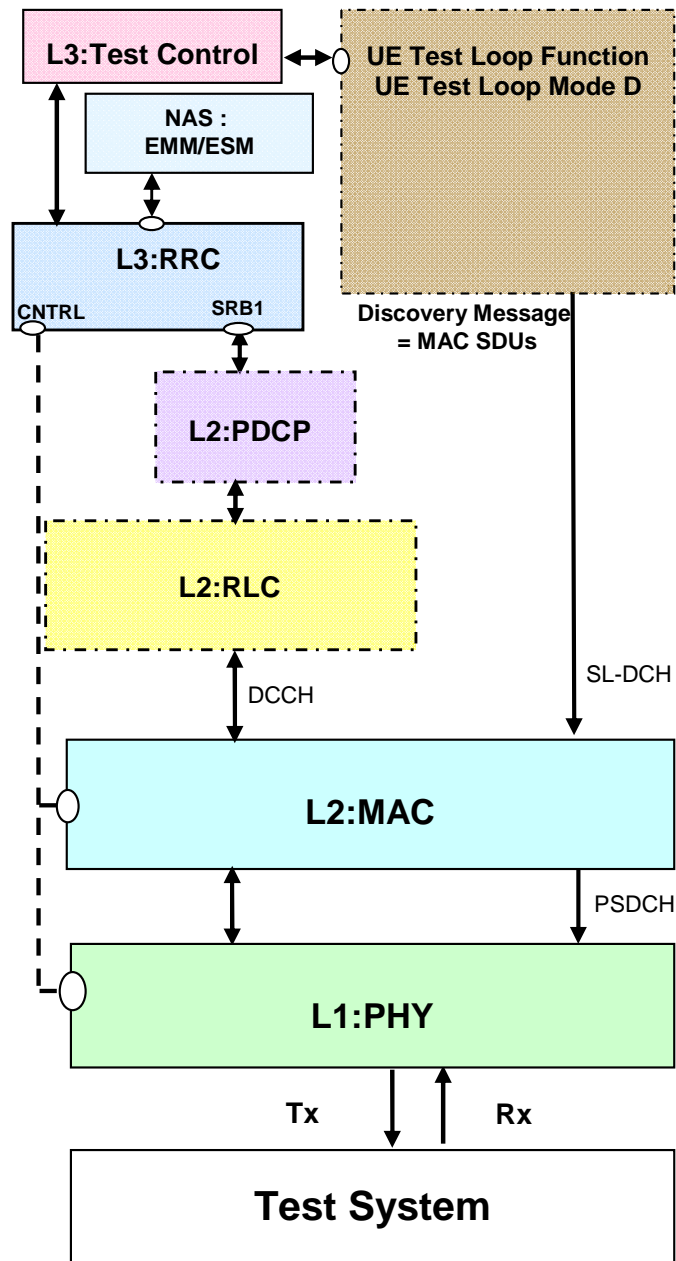 L3:Test Control
UE Test Loop Function
UE Test Loop Mode D
NAS :
EMM/ESM
L3:RRC
CNTRL
SRB1
Discovery Message
= MAC SDUs
L2:PDCP
L2:RLC
DCCH
SL-DCH
L2:MAC
PSDCH
L1:PHY
Tx
Rx
Test System